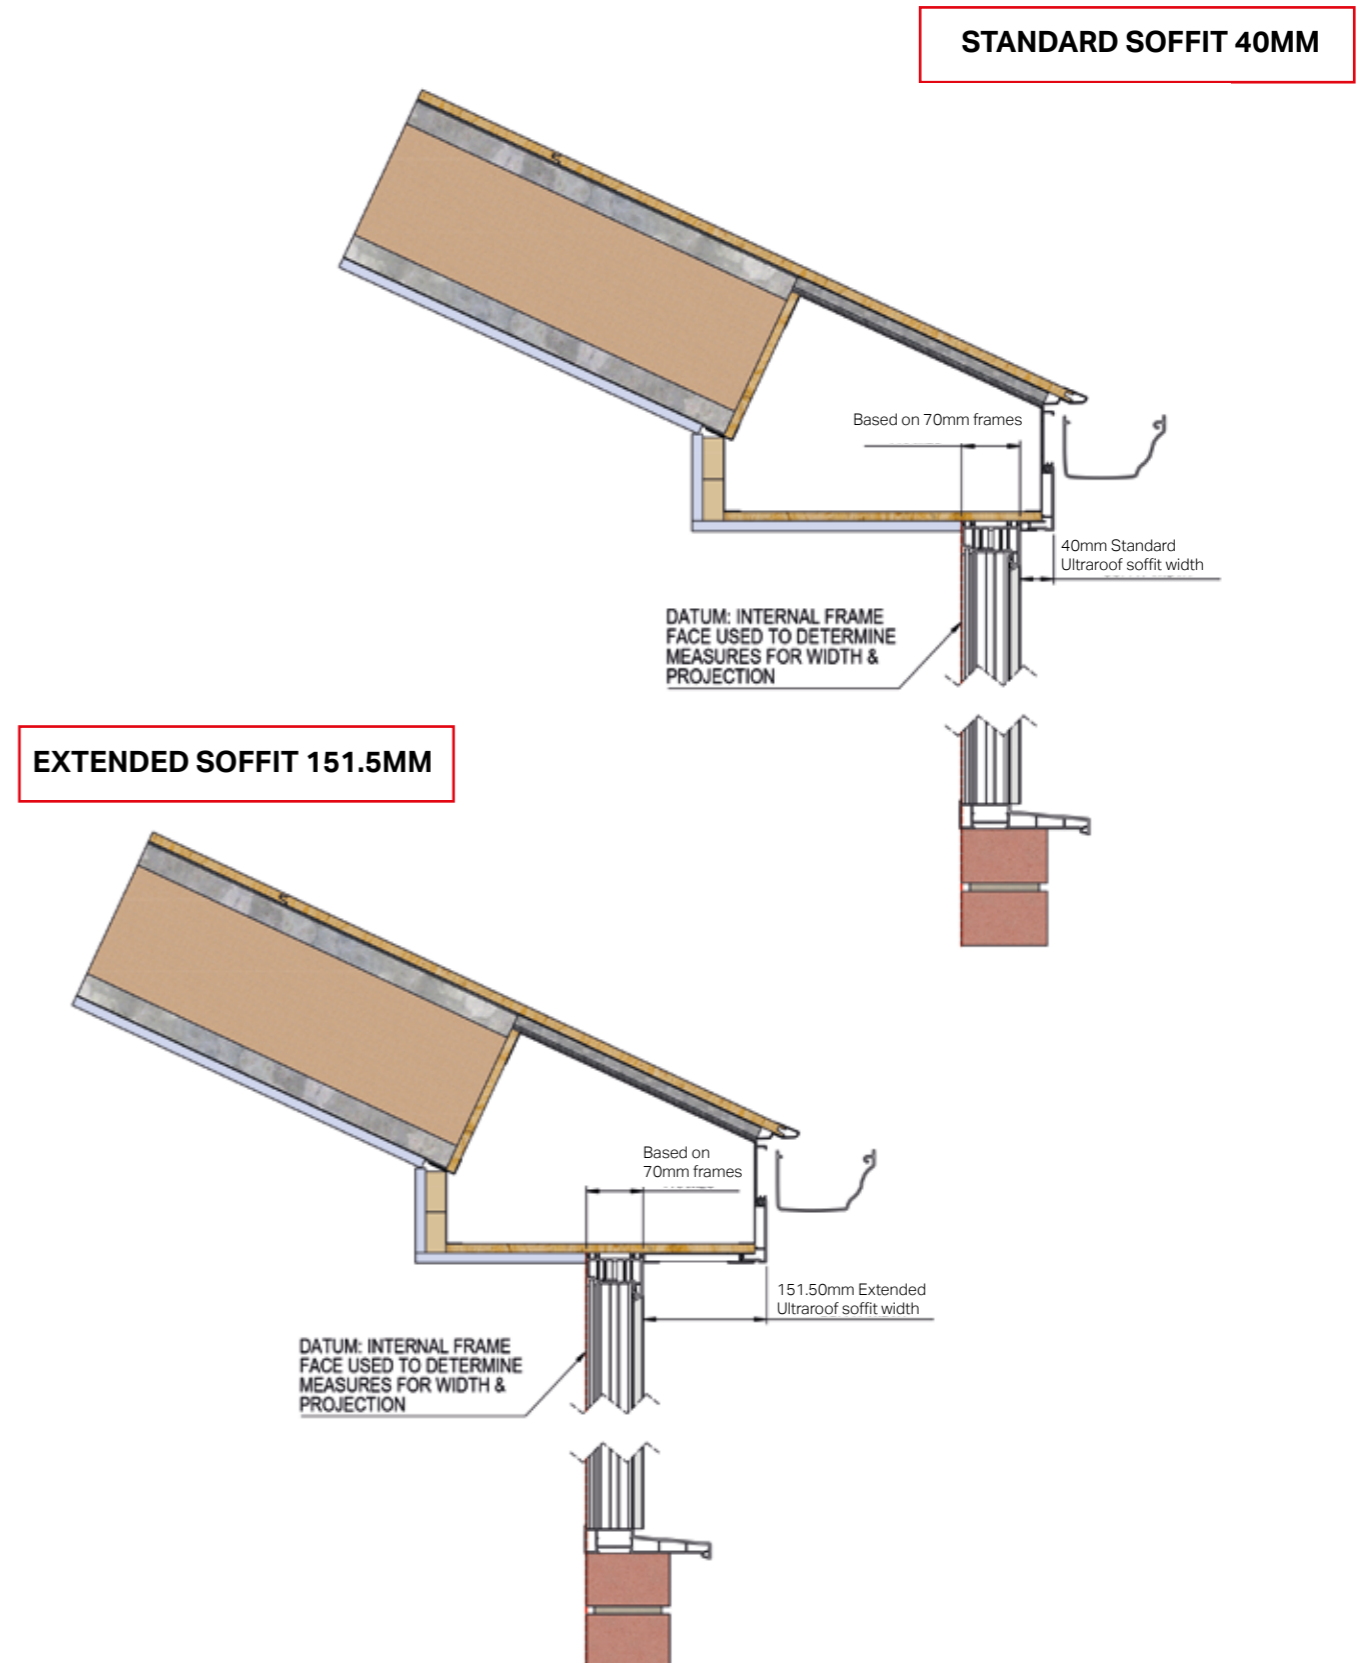 STANDARD SOFFIT 40MM
Based on 70mm frames
40mm Standard
Ultraroof soffit width
DATUM: INTERNAL FRAME
FACE USED TO DETERMINE
MEASURES FOR WIDTH &
PROJECTION
EXTENDED SOFFIT 151.5MM
Based on
70mm frames
151.50mm Extended
Ultraroof soffit width
DATUM: INTERNAL FRAME
FACE USED TO DETERMINE
MEASURES FOR WIDTH &
PROJECTION